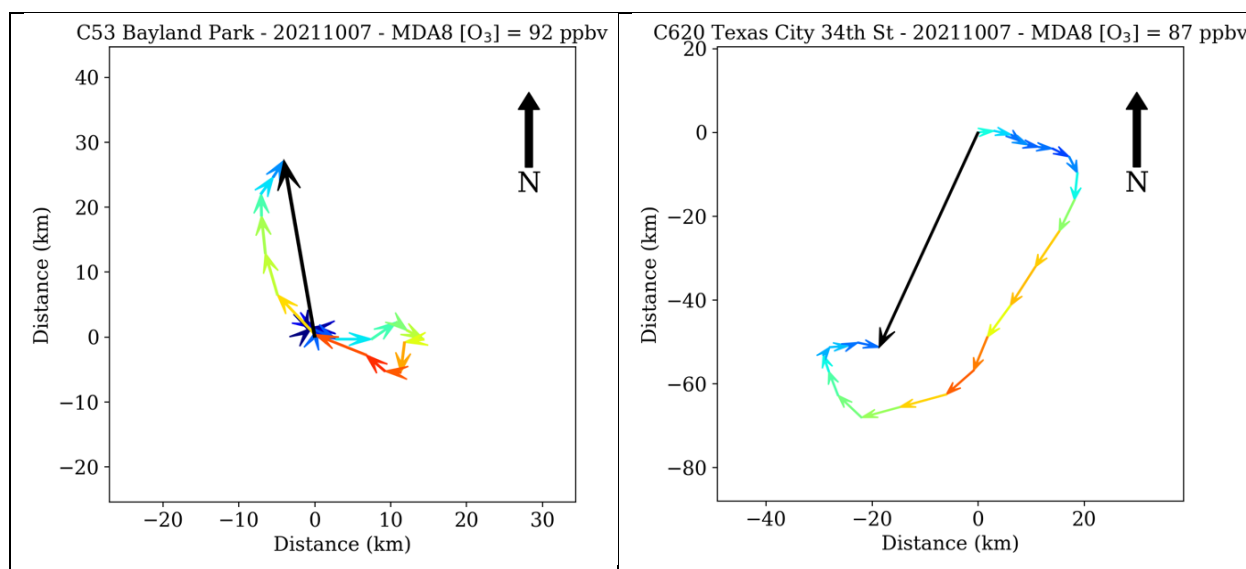 C53 Bayland Park - 20211007 - MDA8 [O₃] = 92 ppbv
40
30
20
10
0
−10
−20
Distance (km)
N
−20
−10
0
10
20
30
Distance (km)
C620 Texas City 34th St - 20211007 - MDA8 [O₃] = 87 ppbv
20
0
−20
−40
−60
−80
Distance (km)
N
−40
−20
0
20
Distance (km)